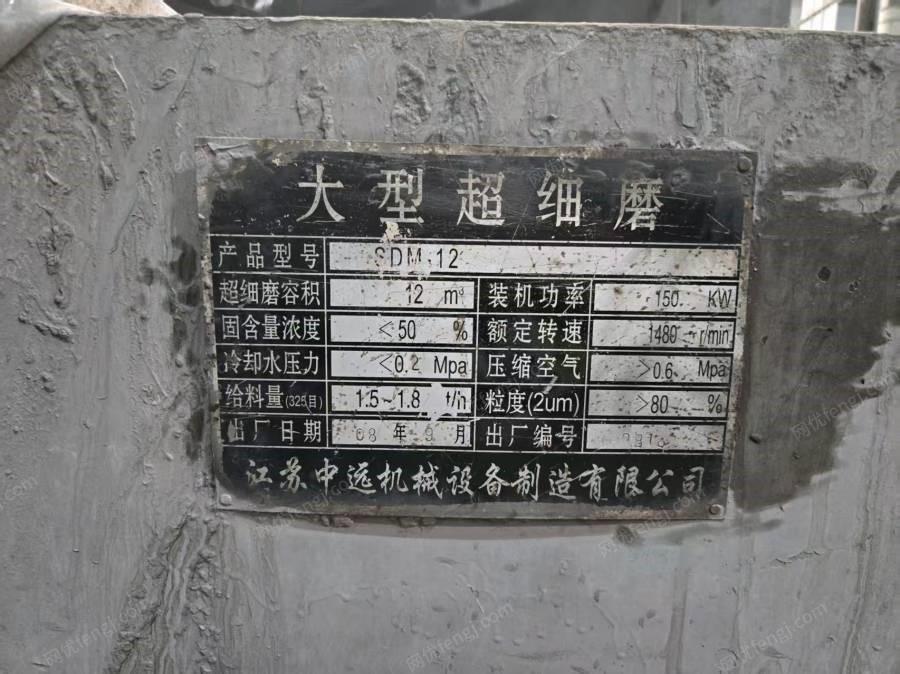 大型超细磨
产品型号 SDM 12
超细磨容积 12 m³ 装机功率 150 KW
固含量浓度 <50 % 额定转速 1480 r/min
冷却水压力 <0.2 Mpa 压缩空气 >0.6 Mpa
给料量(325目) 1.5~1.8 t/h 粒度(2um) >80 %
出厂日期 08 年 9 月 出厂编号
江苏中远机械设备制造有限公司